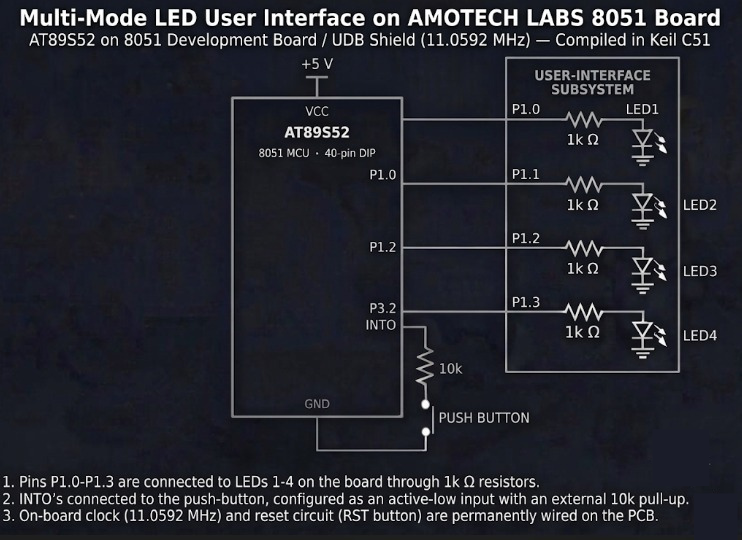 Multi-Mode LED User Interface on AMOTECH LABS 8051 Board
AT89S52 on 8051 Development Board / UDB Shield (11.0592 MHz) — Compiled in Keil C51
+5 V
USER-INTERFACE
SUBSYSTEM
VCC
AT89S52
8051 MCU · 40-pin DIP
P1.0
LED1
1k Ω
P1.0
P1.1
1k Ω
LED2
P1.2
P1.2
1k Ω
LED3
P3.2
INTO
P1.3
1k Ω
LED4
10k
GND
PUSH BUTTON
1. Pins P1.0-P1.3 are connected to LEDs 1-4 on the board through 1k Ω resistors.
2. INTO's connected to the push-button, configured as an active-low input with an external 10k pull-up.
3. On-board clock (11.0592 MHz) and reset circuit (RST button) are permanently wired on the PCB.